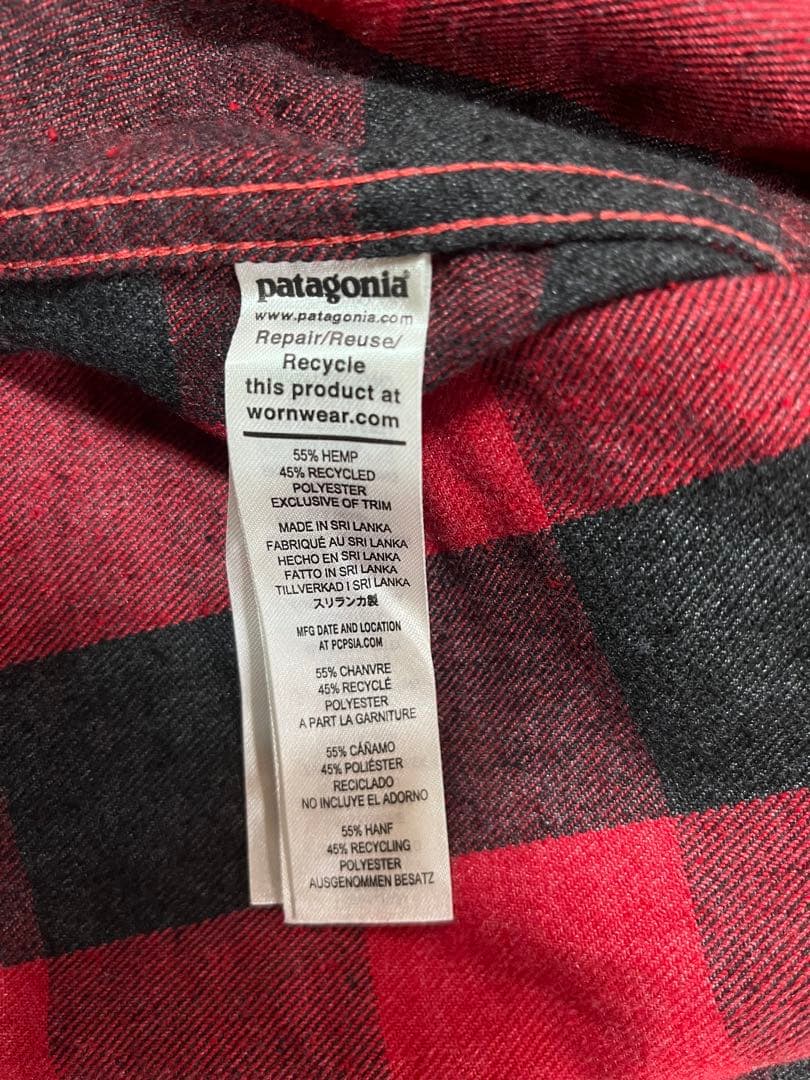 patagonia®
www.patagonia.com
Repair/Reuse/
Recycle
this product at
wornwear.com
55% HEMP
45% RECYCLED
POLYESTER
EXCLUSIVE OF TRIM
MADE IN SRI LANKA
FABRIQUÉ AU SRI LANKA
HECHO EN SRI LANKA
FATTO IN SRI LANKA
TILLVERKAD I SRI LANKA
スリランカ製
MFG DATE AND LOCATION
AT PCPSIA.COM
55% CHANVRE
45% RECYCLÉ
POLYESTER
A PART LA GARNITURE
55% CÁÑAMO
45% POLIÉSTER
RECICLADO
NO INCLUYE EL ADORNO
55% HANF
45% RECYCLING
POLYESTER
AUSGENOMMEN BESATZ